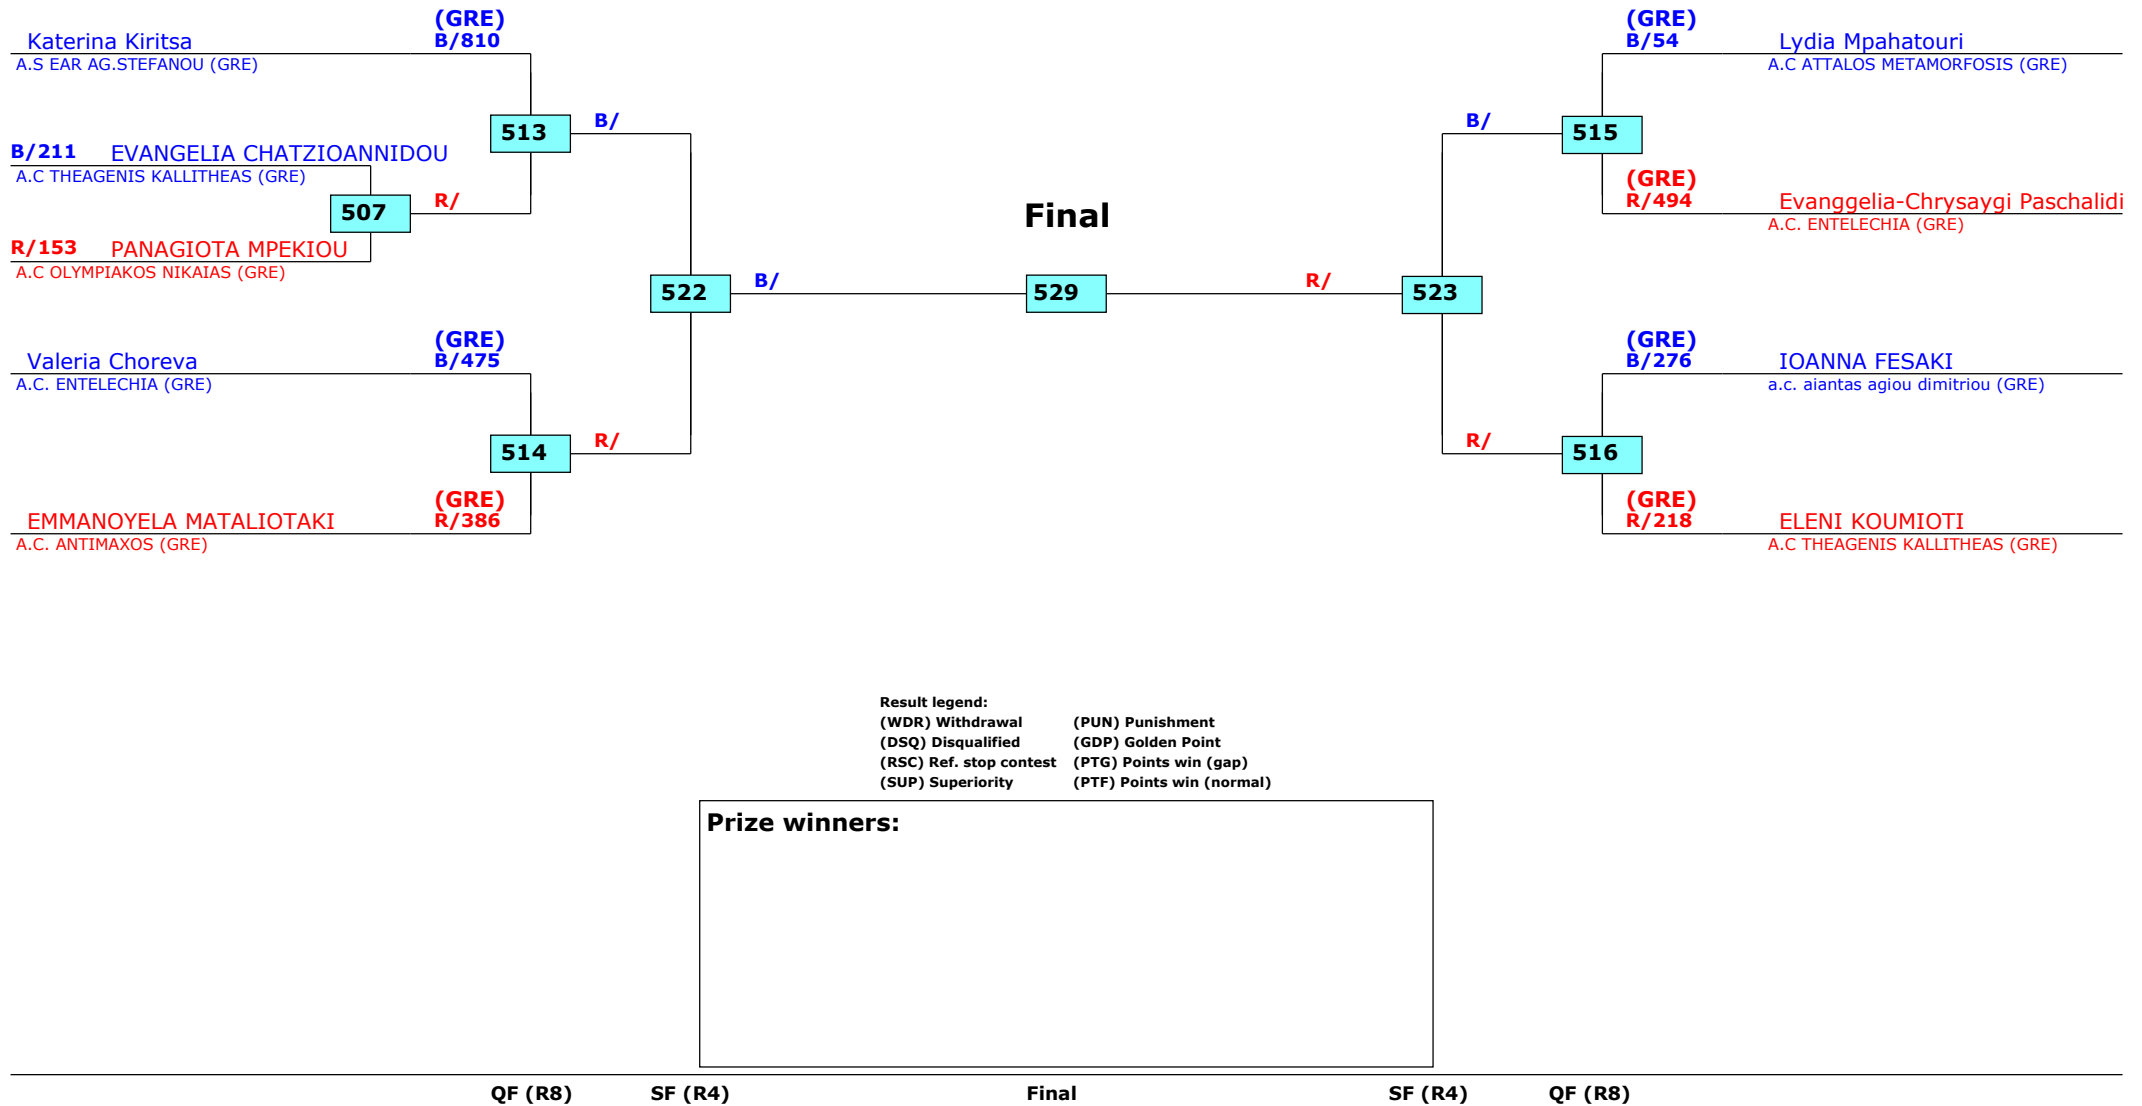 (GRE)
Katerina Kiritsa B/810
A.S EAR AG.STEFANOU (GRE)
513
B/
B/211 EVANGELIA CHATZIOANNIDOU
A.C THEAGENIS KALLITHEAS (GRE)
507
R/
R/153 PANAGIOTA MPEKIOU
A.C OLYMPIAKOS NIKAIAS (GRE)
522
B/
(GRE)
Valeria Choreva B/475
A.C. ENTELECHIA (GRE)
514
R/
(GRE)
EMMANOYELA MATALIOTAKI R/386
A.C. ANTIMAXOS (GRE)
Final
529
(GRE)
B/54 Lydia Mpahatouri
A.C ATTALOS METAMORFOSIS (GRE)
B/
515
(GRE)
R/494 Evanggelia-Chrysaygi Paschalidi
A.C. ENTELECHIA (GRE)
R/
523
(GRE)
B/276 IOANNA FESAKI
a.c. aiantas agiou dimitriou (GRE)
R/
516
(GRE)
R/218 ELENI KOUMIOTI
A.C THEAGENIS KALLITHEAS (GRE)
Result legend:
(WDR) Withdrawal (PUN) Punishment
(DSQ) Disqualified (GDP) Golden Point
(RSC) Ref. stop contest (PTG) Points win (gap)
(SUP) Superiority (PTF) Points win (normal)
Prize winners:
QF (R8) SF (R4) Final SF (R4) QF (R8)